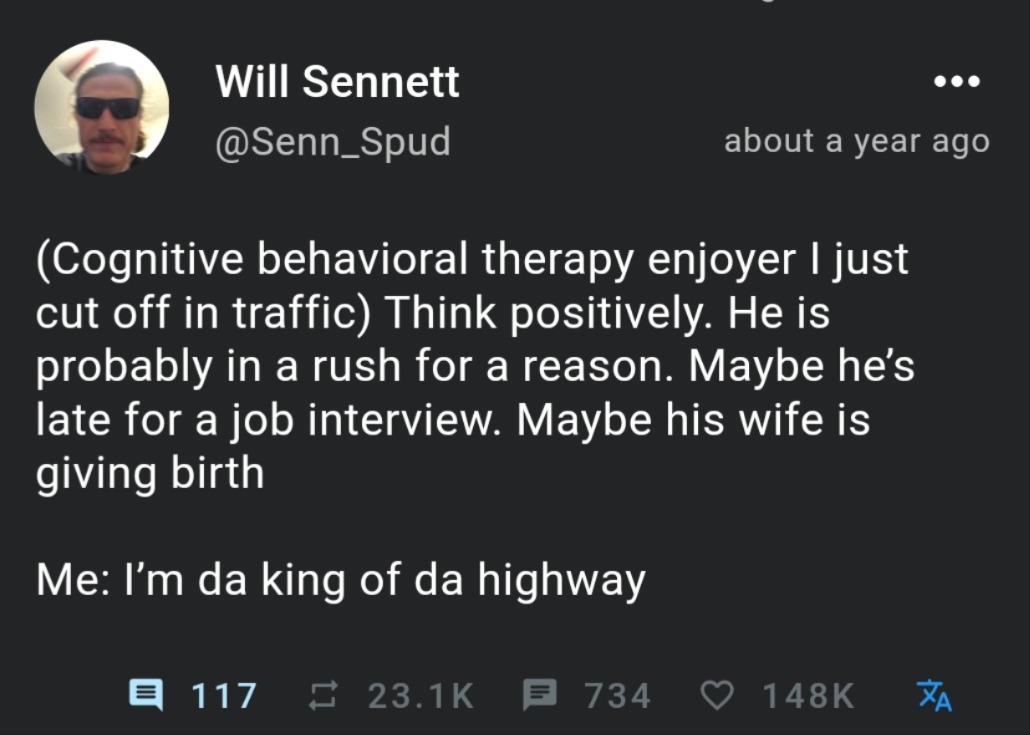 Will Sennett
@Senn_Spud
about a year ago
(Cognitive behavioral therapy enjoyer I just
cut off in traffic) Think positively. He is
probably in a rush for a reason. Maybe he’s
late for a job interview. Maybe his wife is
giving birth
Me: I’m da king of da highway
117 23.1K 734 148K